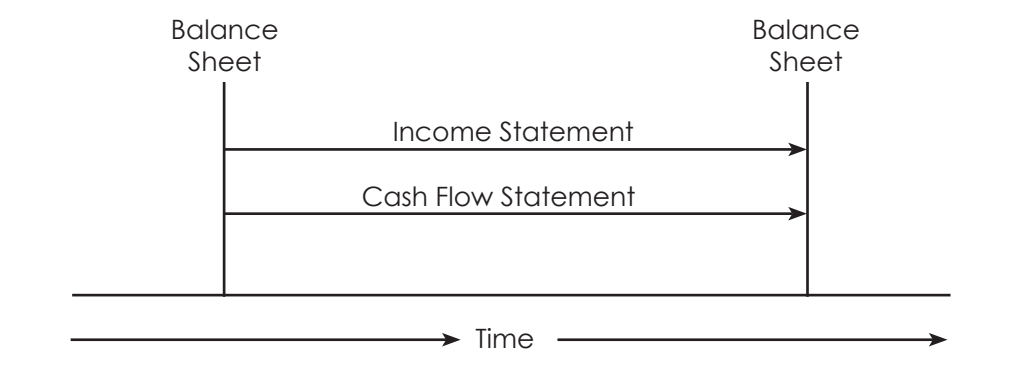 Balance
Sheet
Balance
Sheet
Income Statement
Cash Flow Statement
Time